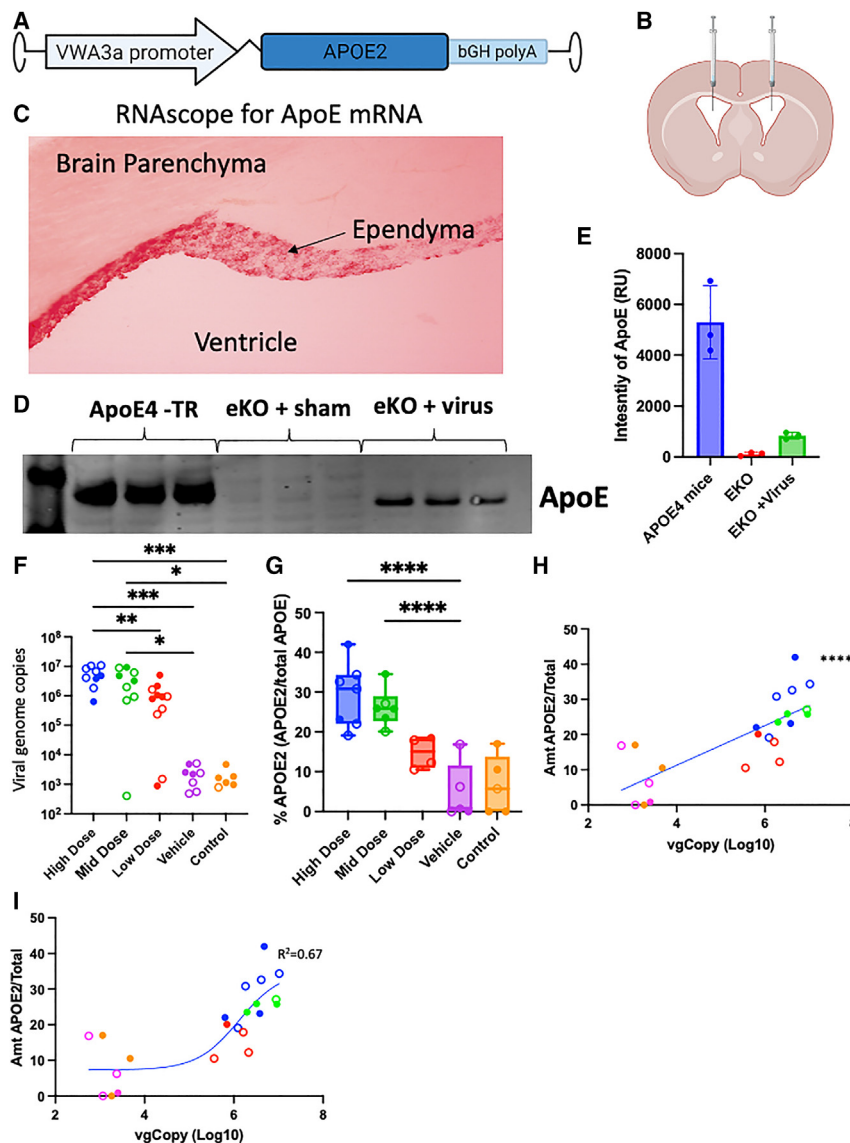 A
VWA3a promoter
APOE2
bGH polyA
B
C
RNAscope for ApoE mRNA
Brain Parenchyma
Ependyma
Ventricle
D
ApoE4 -TR
eKO + sham
eKO + virus
ApoE
E
Intesntiy of ApoE (RU)
8000
6000
4000
2000
0
APOE4 mice
EKO
EKO +Virus
F
***
*
***
**
*
Viral genome copies
10⁸
10⁷
10⁶
10⁵
10⁴
10³
10²
High Dose
Mid Dose
Low Dose
Vehicle
Control
G
****
****
% APOE2 (APOE2/total APOE)
50
40
30
20
10
0
High Dose
Mid Dose
Low Dose
Vehicle
Control
H
****
Amt APOE2/Total
50
40
30
20
10
0
2
4
6
8
vgCopy (Log10)
I
R²=0.67
Amt APOE2/Total
50
40
30
20
10
0
2
4
6
8
vgCopy (Log10)